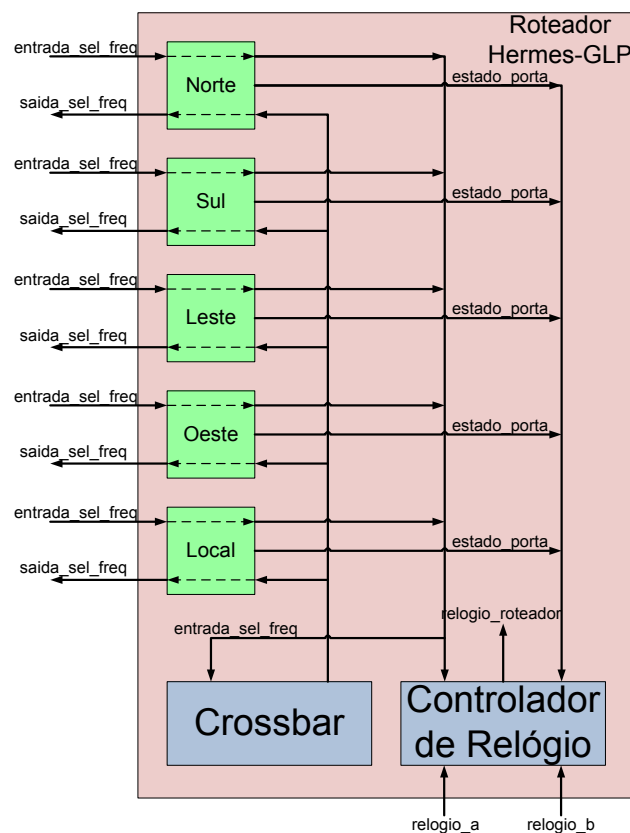 Roteador
Hermes-GLP
entrada_sel_freq
estado_porta
Norte
saida_sel_freq
entrada_sel_freq
estado_porta
Sul
saida_sel_freq
entrada_sel_freq
estado_porta
Leste
saida_sel_freq
entrada_sel_freq
estado_porta
Oeste
saida_sel_freq
entrada_sel_freq
estado_porta
Local
saida_sel_freq
relogio_roteador
entrada_sel_freq
Crossbar
Controlador
de Relógio
relogio_a
relogio_b